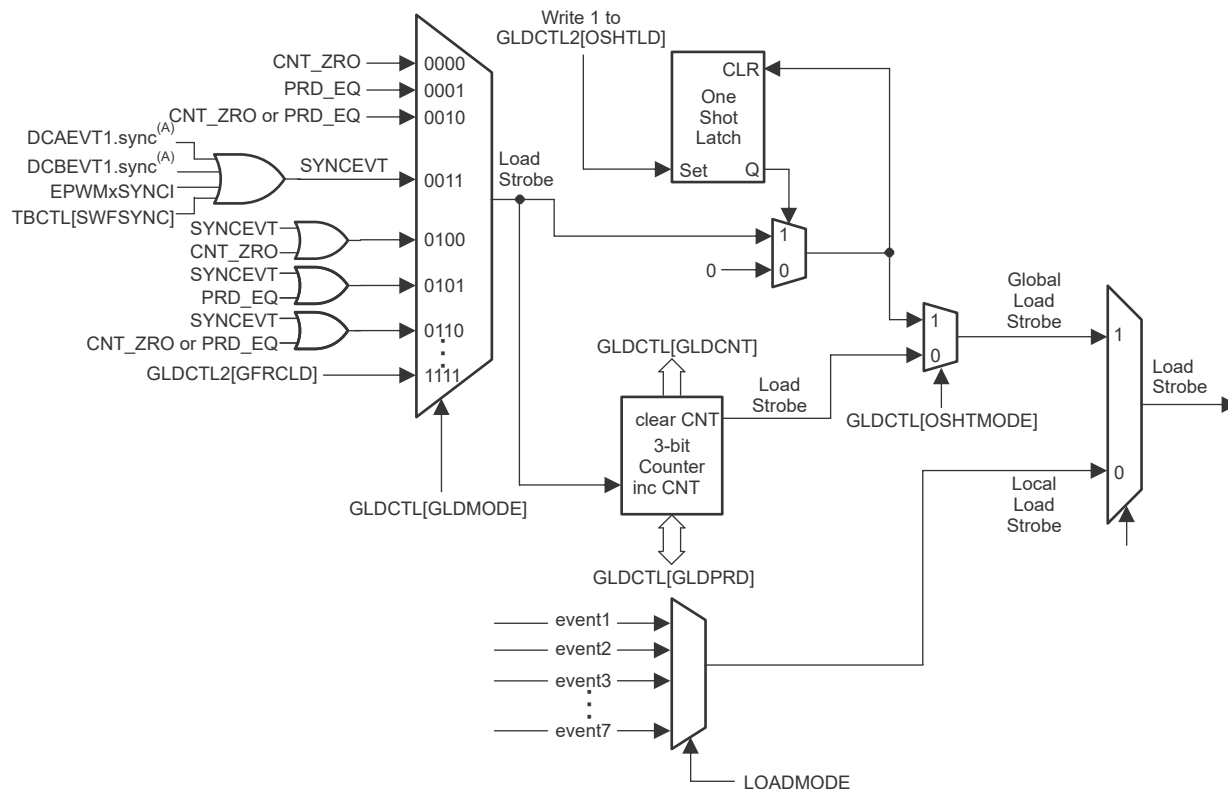 Write 1 to
GLDCTL2[OSHTLD]
CNT_ZRO
0000
PRD_EQ
0001
CNT_ZRO or PRD_EQ
0010
DCAEVT1.sync(A)
DCBEVT1.sync(A)
EPWMxSYNCI
TBCTL[SWFSYNC]
SYNCEVT
0011
SYNCEVT
CNT_ZRO
0100
SYNCEVT
PRD_EQ
0101
SYNCEVT
CNT_ZRO or PRD_EQ
0110
GLDCTL2[GFRCLD]
1111
GLDCTL[GLDMODE]
Load
Strobe
CLR
One
Shot
Latch
Set
Q
1
0
0
GLDCTL[GLDCNT]
clear CNT
3-bit
Counter
inc CNT
GLDCTL[GLDPRD]
Load
Strobe
1
0
GLDCTL[OSHTMODE]
Global
Load
Strobe
1
0
Local
Load
Strobe
Load
Strobe
event1
event2
event3
event7
LOADMODE